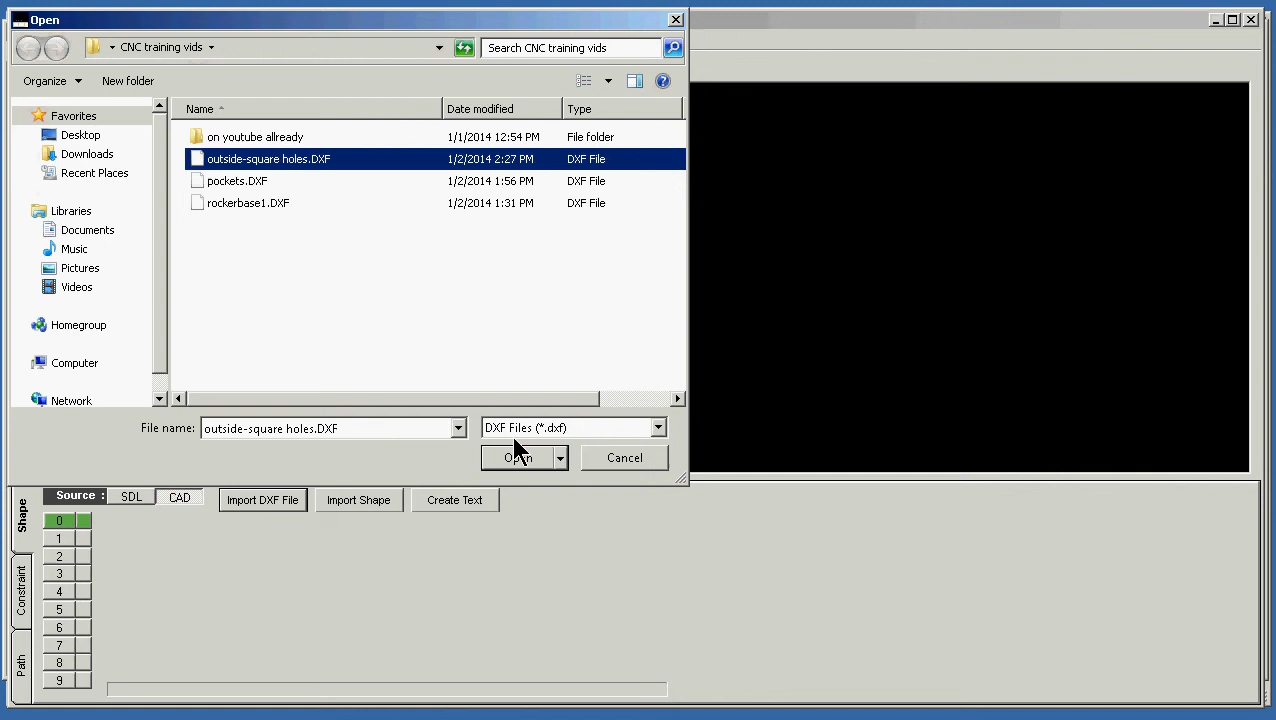 Open
CNC training vids
Search CNC training vids
Organize
New folder
Favorites
Desktop
Downloads
Recent Places
Libraries
Documents
Music
Pictures
Videos
Homegroup
Computer
Network
Name Date modified Type
on youtube allready 1/1/2014 12:54 PM File folder
outside-square holes.DXF 1/2/2014 2:27 PM DXF File
pockets.DXF 1/2/2014 1:56 PM DXF File
rockerbase1.DXF 1/2/2014 1:31 PM DXF File
File name: outside-square holes.DXF DXF Files (*.dxf)
Open Cancel
Source : SDL CAD Import DXF File Import Shape Create Text
Shape
Constraint
Path
0
1
2
3
4
5
6
7
8
9